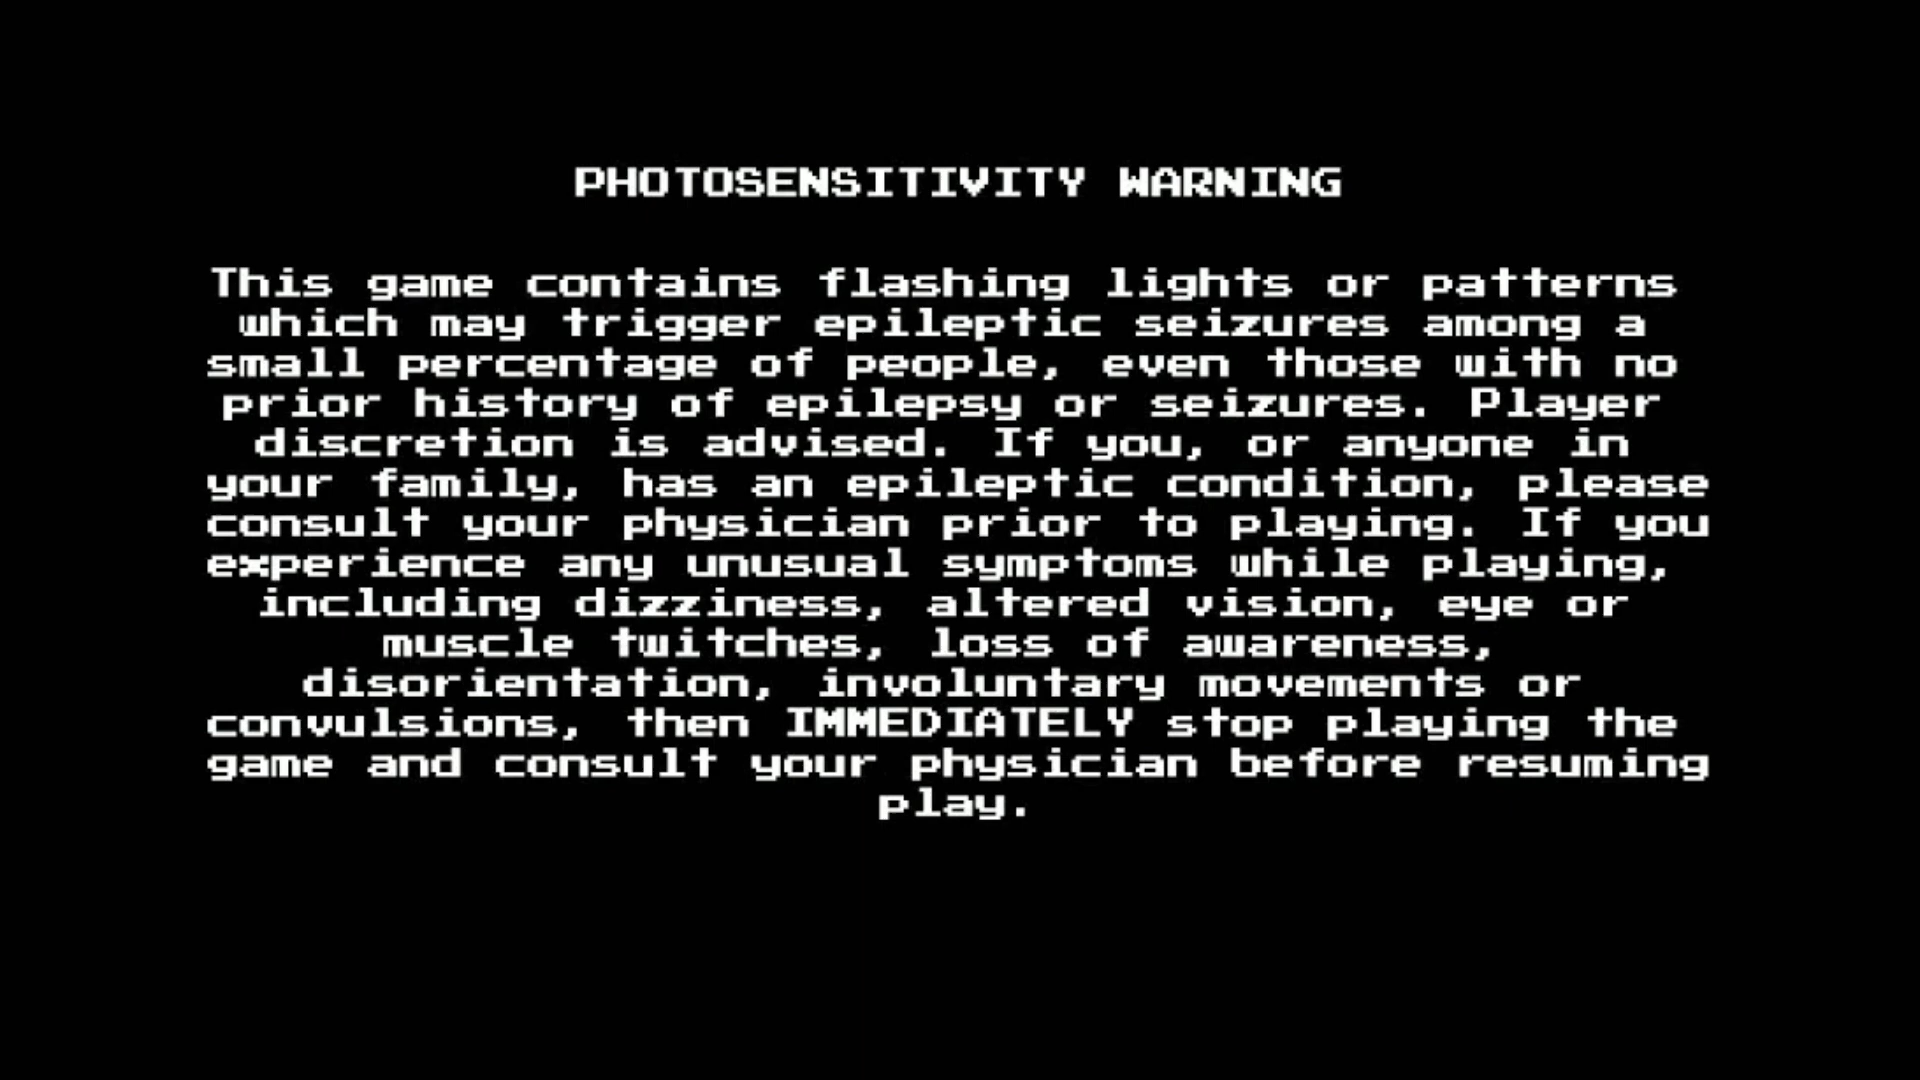 PHOTOSENSITIVITY WARNING
This game contains flashing lights or patterns
which may trigger epileptic seizures among a
small percentage of people, even those with no
prior history of epilepsy or seizures. Player
discretion is advised. If you, or anyone in
your family, has an epileptic condition, please
consult your physician prior to playing. If you
experience any unusual symptoms while playing,
including dizziness, altered vision, eye or
muscle twitches, loss of awareness,
disorientation, involuntary movements or
convulsions, then IMMEDIATELY stop playing the
game and consult your physician before resuming
play.